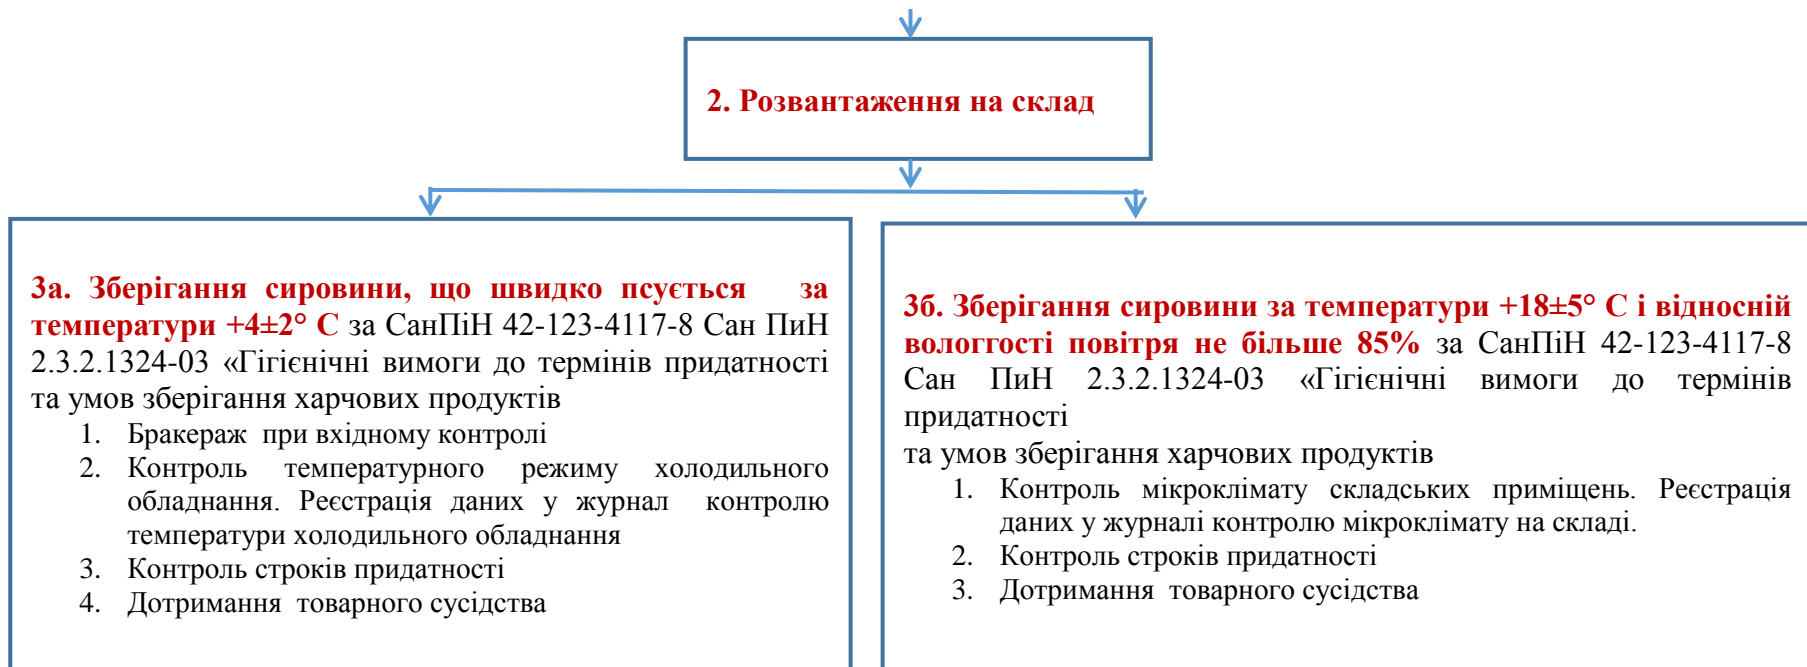 2. Розвантаження на склад
3а. Зберігання сировини, що швидко псується за
температури +4±2° С за СанПіН 42-123-4117-8 Сан ПиН
2.3.2.1324-03 «Гігієнічні вимоги до термінів придатності
та умов зберігання харчових продуктів
1. Бракераж при вхідному контролі
2. Контроль температурного режиму холодильного
обладнання. Реєстрація даних у журнал контролю
температури холодильного обладнання
3. Контроль строків придатності
4. Дотримання товарного сусідства
3б. Зберігання сировини за температури +18±5° С і відносній
вологгості повітря не більше 85% за СанПіН 42-123-4117-8
Сан ПиН 2.3.2.1324-03 «Гігієнічні вимоги до термінів
придатності
та умов зберігання харчових продуктів
1. Контроль мікроклімату складських приміщень. Реєстрація
даних у журналі контролю мікроклімату на складі.
2. Контроль строків придатності
3. Дотримання товарного сусідства